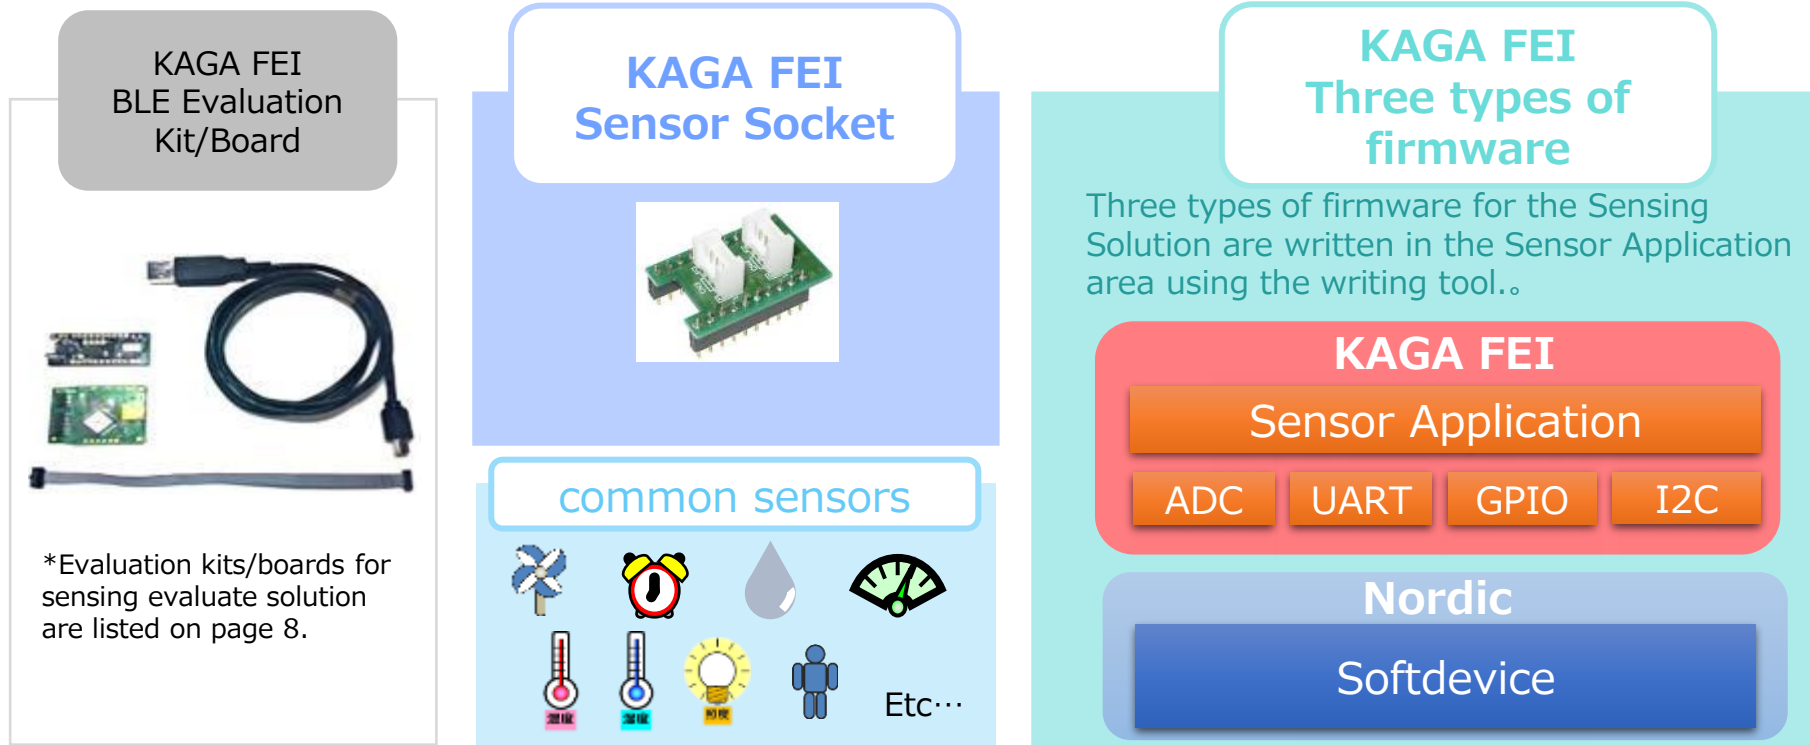 KAGA FEI
BLE Evaluation
Kit/Board
*Evaluation kits/boards for
sensing evaluate solution
are listed on page 8.
KAGA FEI
Sensor Socket
common sensors
照度
Etc…
KAGA FEI
Three types of
firmware
Three types of firmware for the Sensing
Solution are written in the Sensor Application
area using the writing tool.。
KAGA FEI
Sensor Application
ADC
UART
GPIO
I2C
Nordic
Softdevice